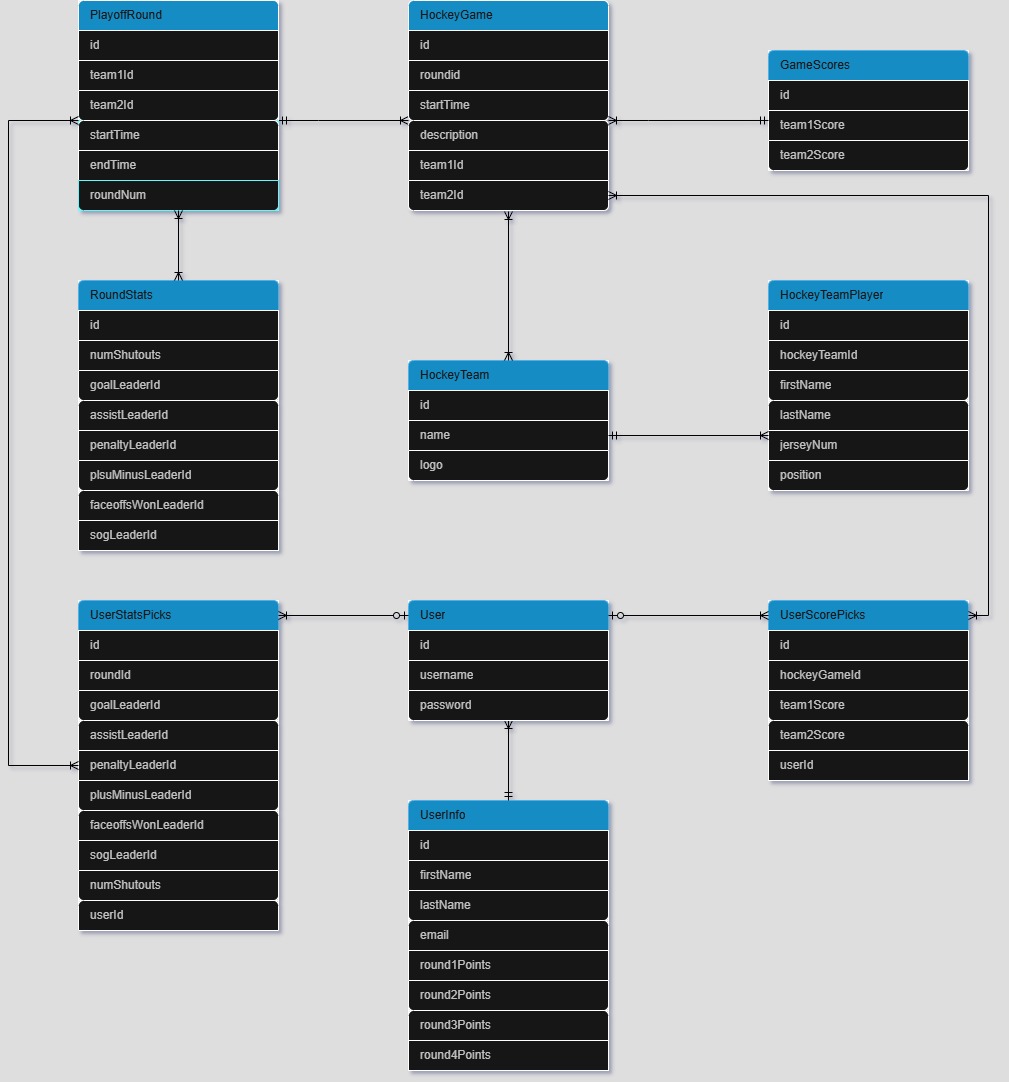 PlayoffRound
id
team1Id
team2Id
startTime
endTime
roundNum
HockeyGame
id
roundid
startTime
description
team1Id
team2Id
GameScores
id
team1Score
team2Score
RoundStats
id
numShutouts
goalLeaderId
assistLeaderId
penaltyLeaderId
plsuMinusLeaderId
faceoffsWonLeaderId
sogLeaderId
HockeyTeam
id
name
logo
HockeyTeamPlayer
id
hockeyTeamId
firstName
lastName
jerseyNum
position
UserStatsPicks
id
roundId
goalLeaderId
assistLeaderId
penaltyLeaderId
plusMinusLeaderId
faceoffsWonLeaderId
sogLeaderId
numShutouts
userId
User
id
username
password
UserScorePicks
id
hockeyGameId
team1Score
team2Score
userId
UserInfo
id
firstName
lastName
email
round1Points
round2Points
round3Points
round4Points